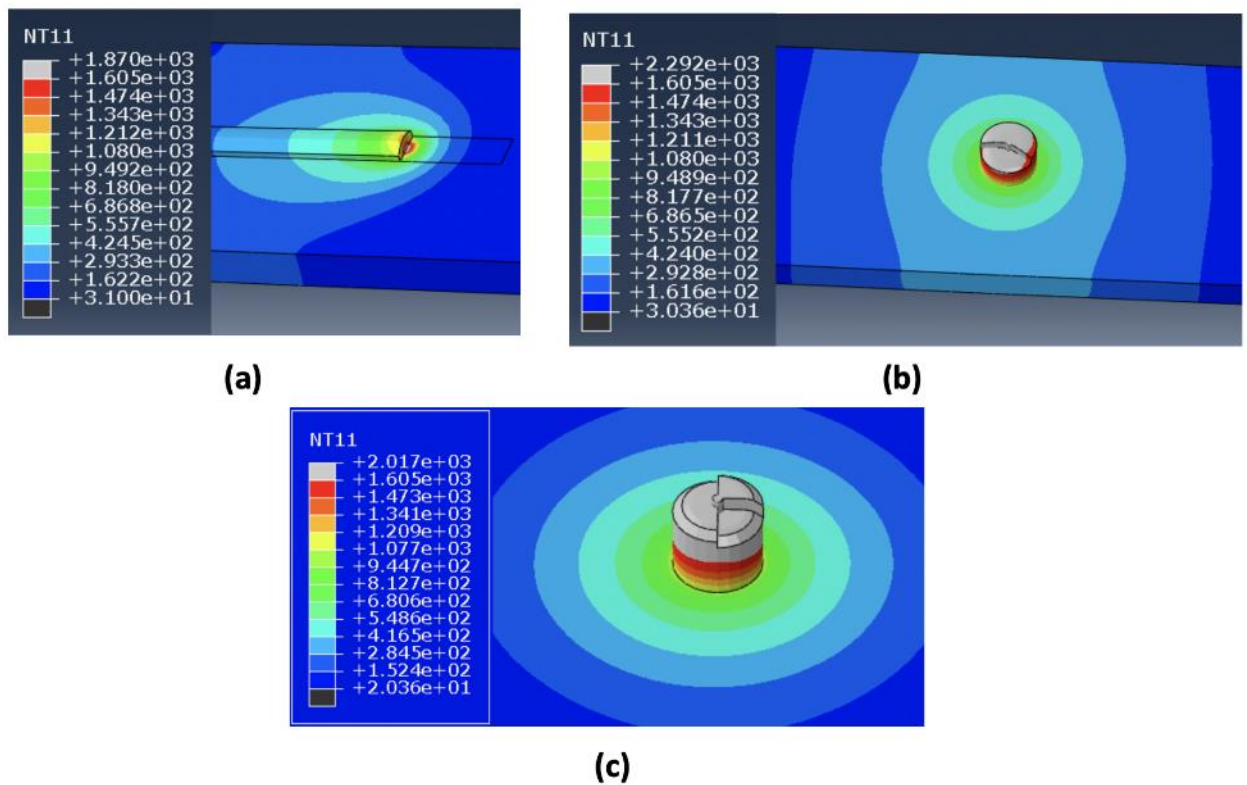 NT11
+1.870e+03
+1.605e+03
+1.474e+03
+1.343e+03
+1.212e+03
+1.080e+03
+9.492e+02
+8.180e+02
+6.868e+02
+5.557e+02
+4.245e+02
+2.933e+02
+1.622e+02
+3.100e+01
(a)
NT11
+2.292e+03
+1.605e+03
+1.474e+03
+1.343e+03
+1.211e+03
+1.080e+03
+9.489e+02
+8.177e+02
+6.865e+02
+5.552e+02
+4.240e+02
+2.928e+02
+1.616e+02
+3.036e+01
(b)
NT11
+2.017e+03
+1.605e+03
+1.473e+03
+1.341e+03
+1.209e+03
+1.077e+03
+9.447e+02
+8.127e+02
+6.806e+02
+5.486e+02
+4.165e+02
+2.845e+02
+1.524e+02
+2.036e+01
(c)